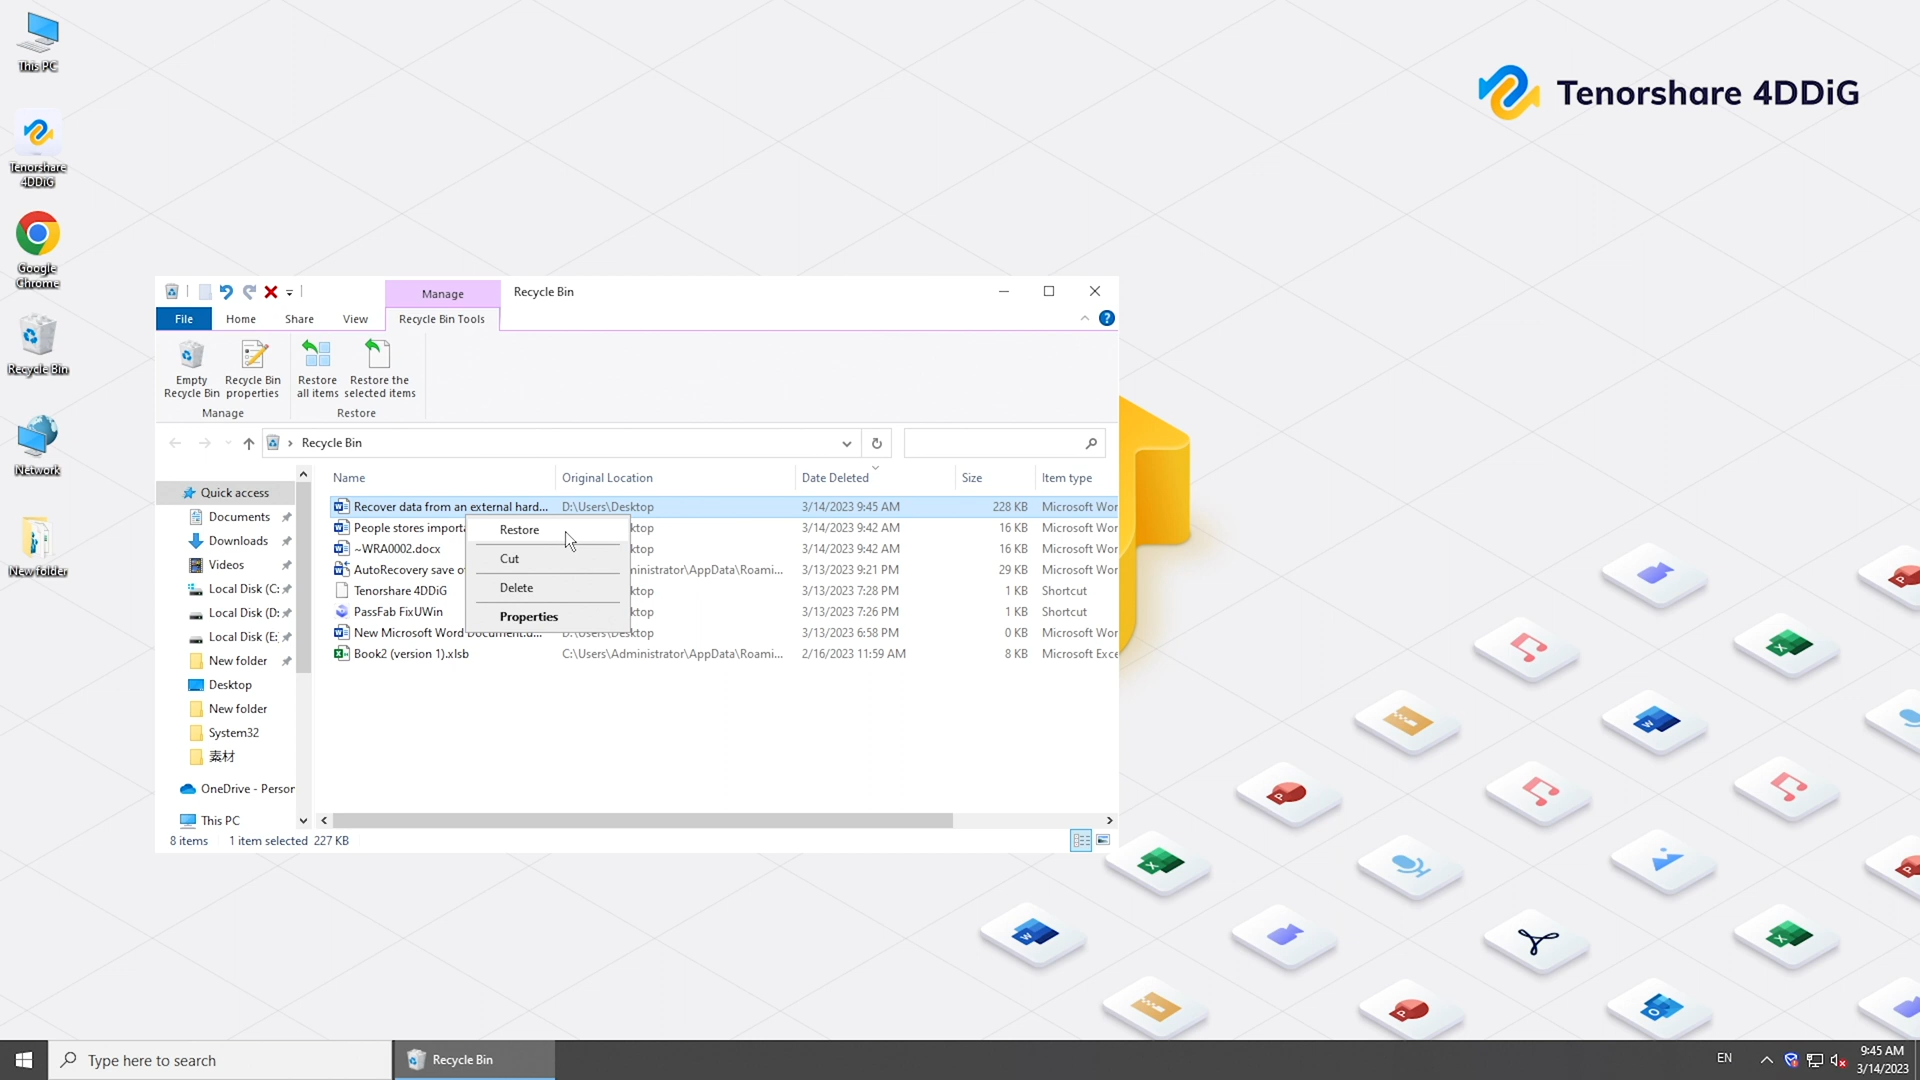 This PC
Tenorshare
4DDiG
Google
Chrome
Recycle Bin
Network
New folder
Tenorshare 4DDiG
Manage
Recycle Bin
File
Home
Share
View
Recycle Bin Tools
?
Empty
Recycle Bin
Recycle Bin
properties
Restore
all items
Restore the
selected items
Manage
Restore
Recycle Bin
Quick access
Documents
Downloads
Videos
Local Disk (C:
Local Disk (D:
Local Disk (E:
New folder
Desktop
New folder
System32
素材
OneDrive - Person
This PC
Name Original Location Date Deleted Size Item type
Recover data from an external hard... D:\Users\Desktop 3/14/2023 9:45 AM 228 KB Microsoft Wor
People stores importa ktop 3/14/2023 9:42 AM 16 KB Microsoft Wor
~WRA0002.docx ktop 3/14/2023 9:42 AM 16 KB Microsoft Wor
AutoRecovery save o ministrator\AppData\Roami... 3/13/2023 9:21 PM 29 KB Microsoft Wor
Tenorshare 4DDiG ktop 3/13/2023 7:28 PM 1 KB Shortcut
PassFab FixUWin ktop 3/13/2023 7:26 PM 1 KB Shortcut
New Microsoft Word Document.d... D:\Users\Desktop 3/13/2023 6:58 PM 0 KB Microsoft Wor
Book2 (version 1).xlsb C:\Users\Administrator\AppData\Roami... 2/16/2023 11:59 AM 8 KB Microsoft Exce
Restore
Cut
Delete
Properties
8 items 1 item selected 227 KB
Type here to search
Recycle Bin
EN
9:45 AM
3/14/2023